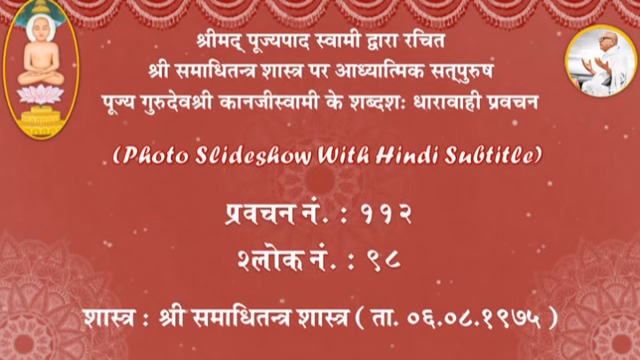 श्रीमद् पूज्यपाद स्वामी द्वारा रचित
श्री समाधितन्त्र शास्त्र पर आध्यात्मिक सत्पुरुष
पूज्य गुरुदेवश्री कानजीस्वामी के शब्दशः धारावाही प्रवचन
(Photo Slideshow With Hindi Subtitle)
प्रवचन नं. : ११२
श्लोक नं. : ९८
शास्त्र : श्री समाधितन्त्र शास्त्र ( ता. ०६.०८.१९७५ )